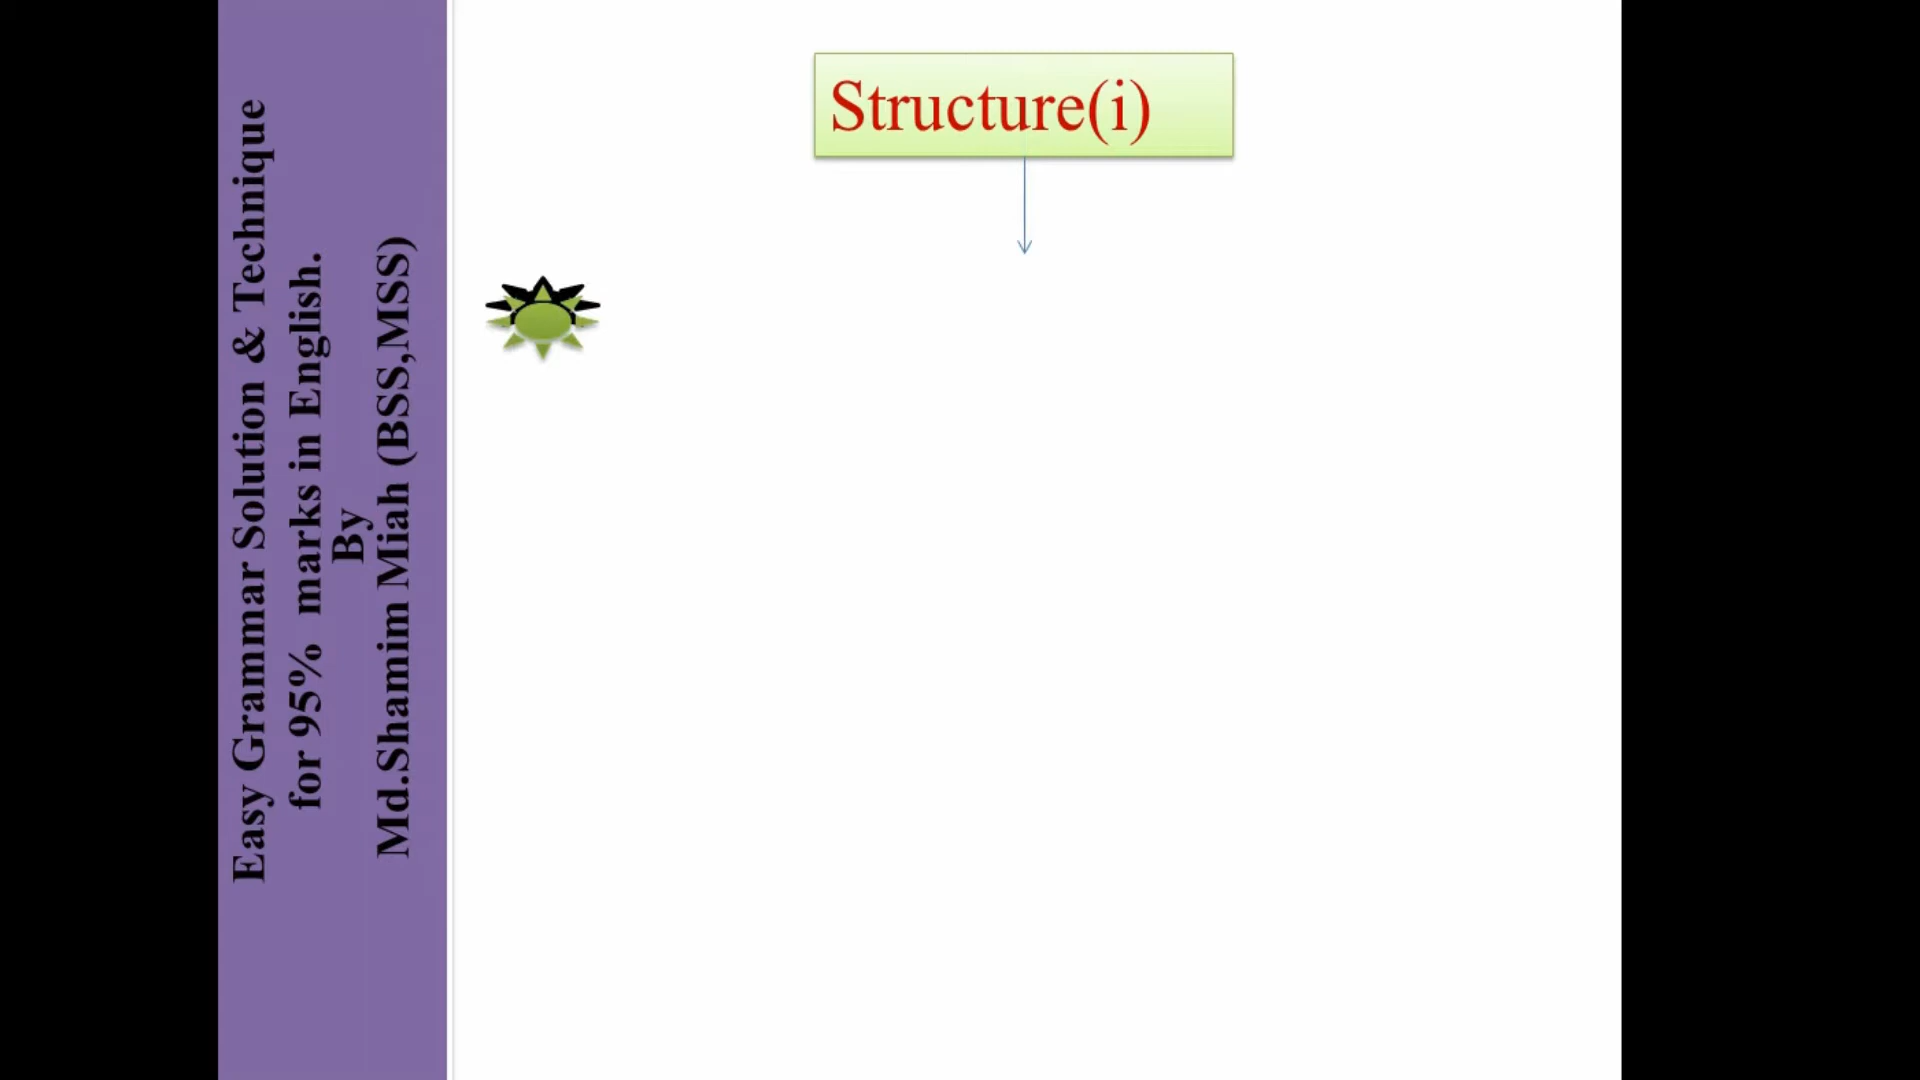 Easy Grammar Solution & Technique
for 95% marks in English.
By
Md.Shamim Miah (BSS,MSS)
Structure(i)